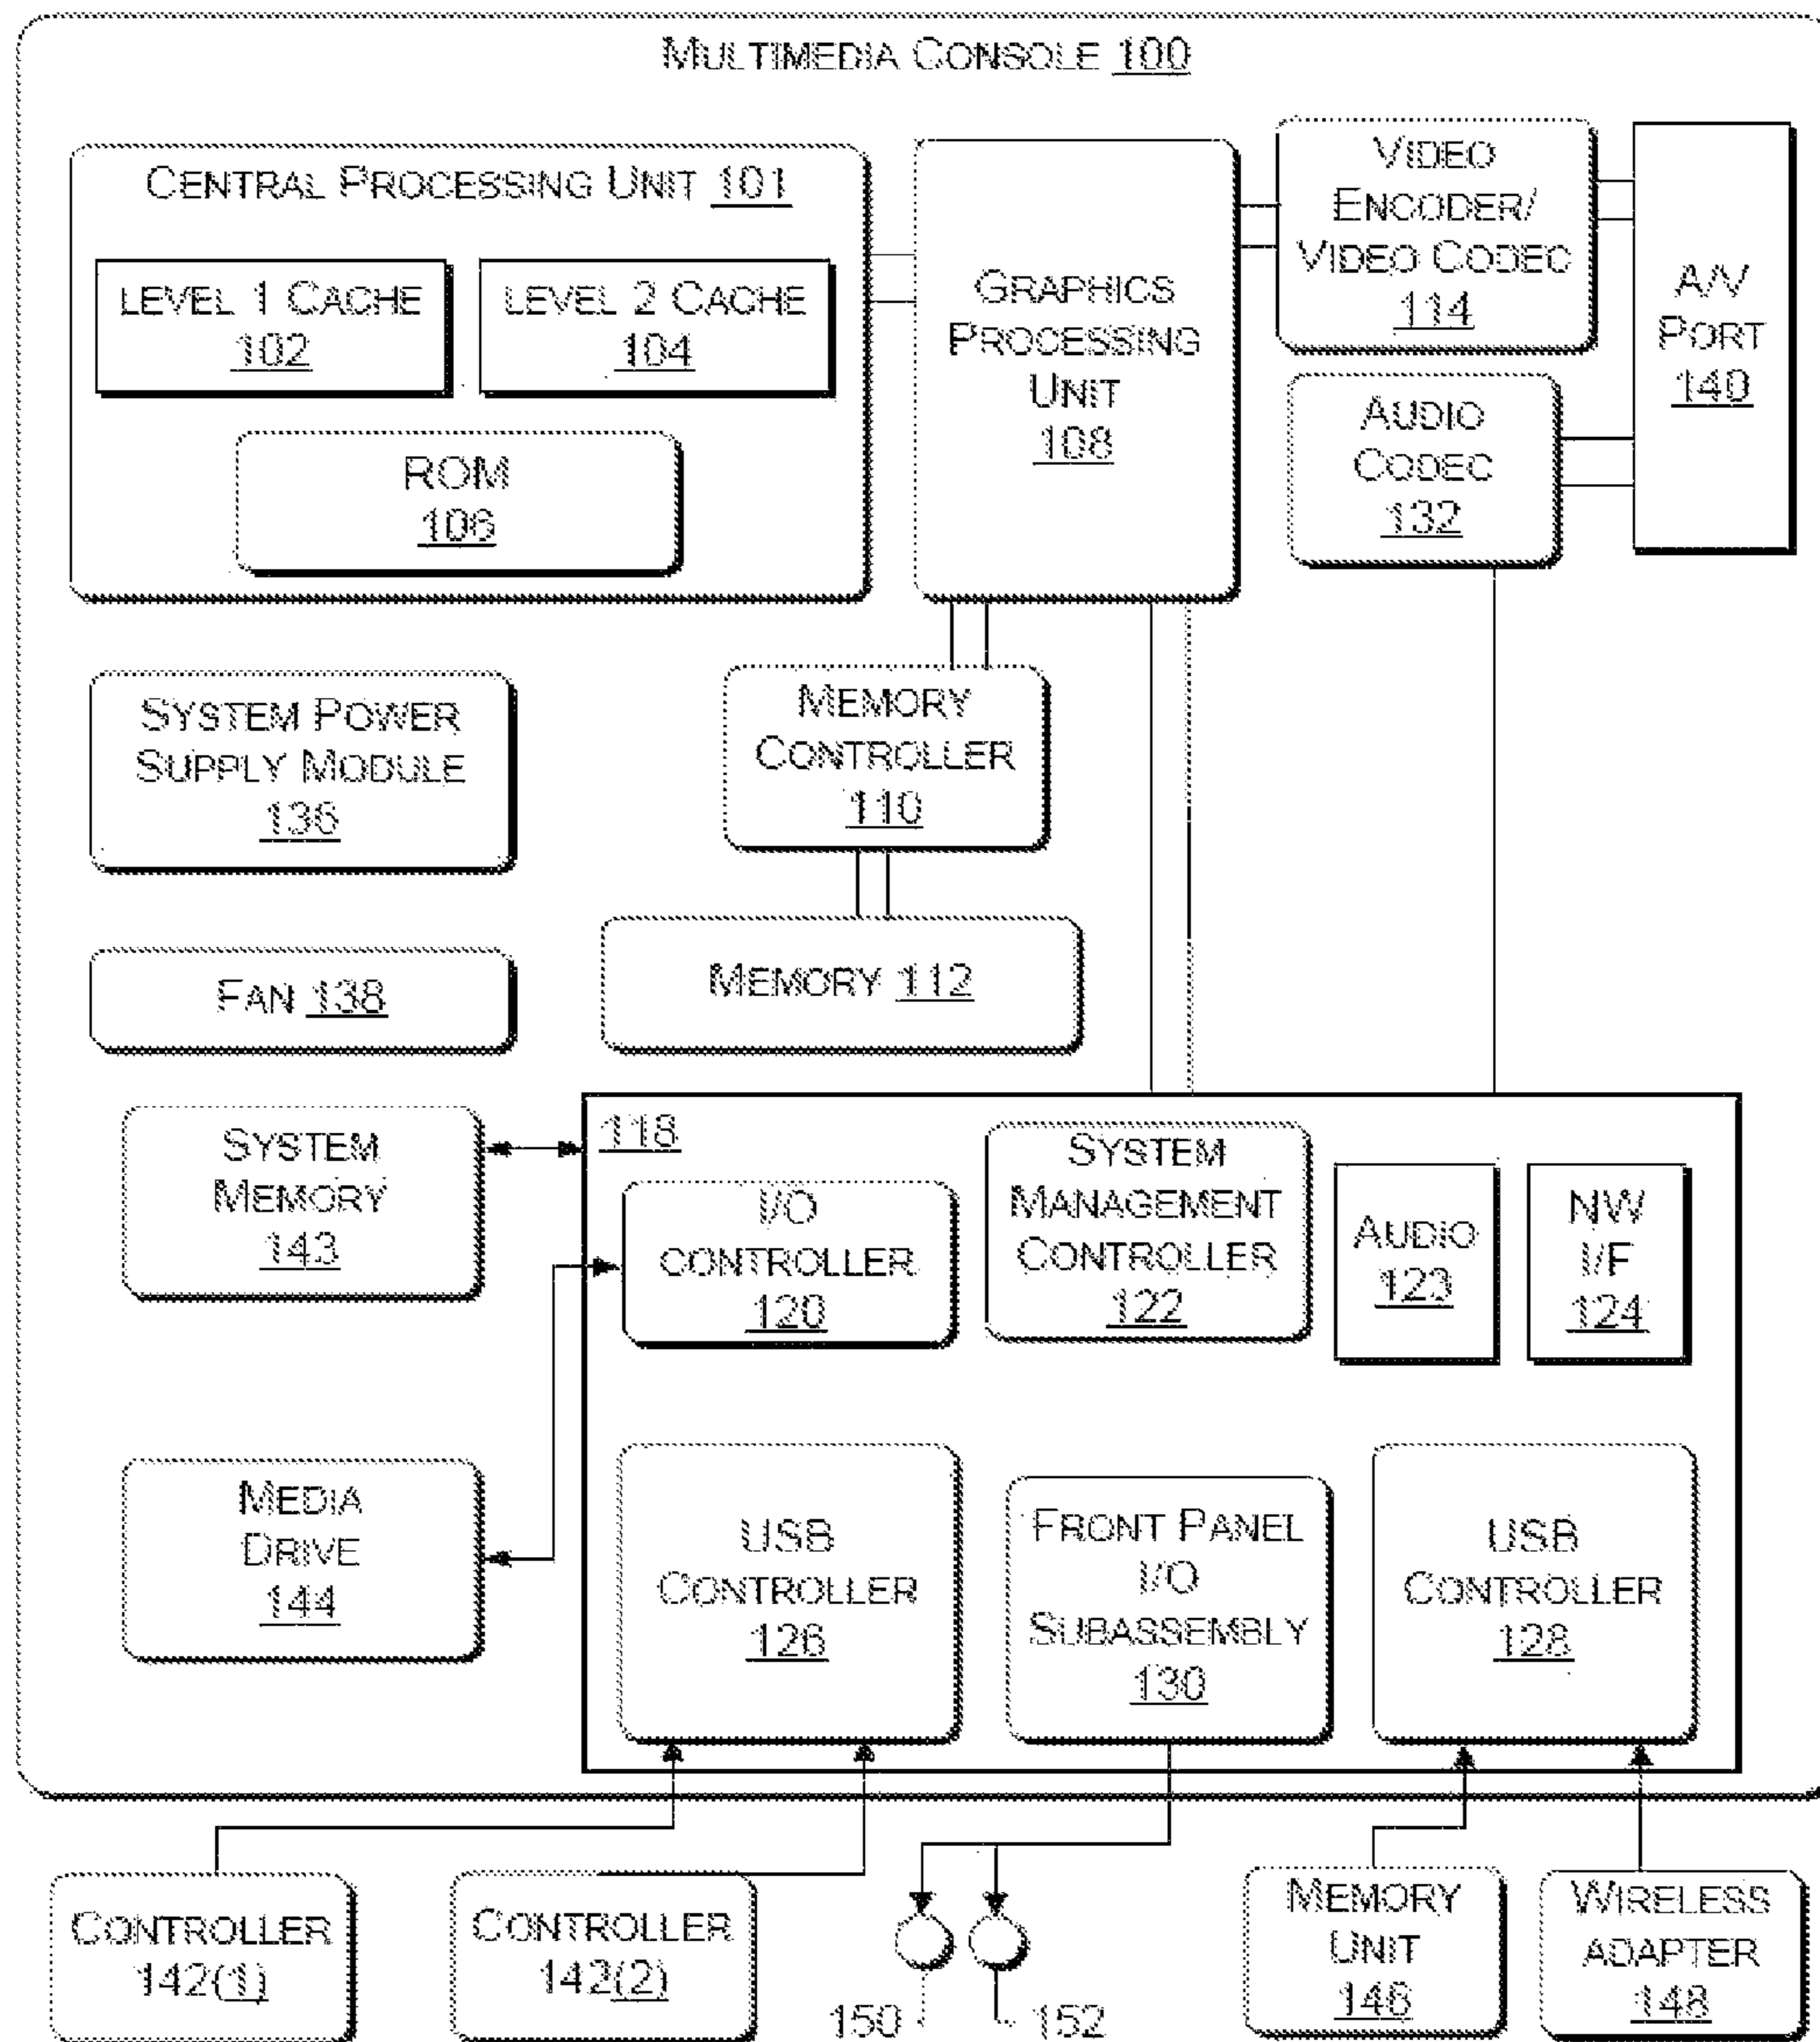 MULTIMEDIA CONSOLE 100
CENTRAL PROCESSING UNIT 101
LEVEL 1 CACHE
102
LEVEL 2 CACHE
104
ROM
106
GRAPHICS
PROCESSING
UNIT
108
VIDEO
ENCODER/
VIDEO CODEC
114
AUDIO
CODEC
132
A/V
PORT
140
SYSTEM POWER
SUPPLY MODULE
136
MEMORY
CONTROLLER
110
FAN 138
MEMORY 112
SYSTEM
MEMORY
143
118
I/O
CONTROLLER
120
SYSTEM
MANAGEMENT
CONTROLLER
122
AUDIO
123
NW
I/F
124
MEDIA
DRIVE
144
USB
CONTROLLER
126
FRONT PANEL
I/O
SUBASSEMBLY
130
USB
CONTROLLER
128
CONTROLLER
142(1)
CONTROLLER
142(2)
150
152
MEMORY
UNIT
146
WIRELESS
ADAPTER
148